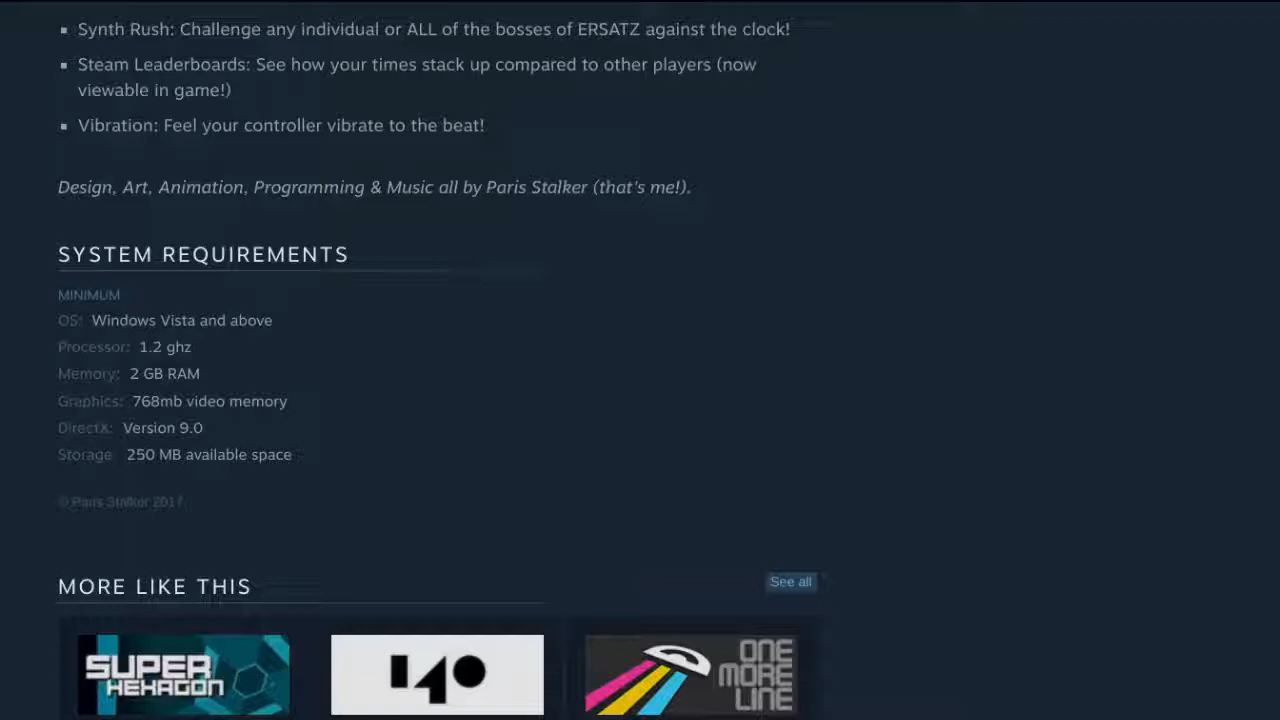 Synth Rush: Challenge any individual or ALL of the bosses of ERSATZ against the clock!
Steam Leaderboards: See how your times stack up compared to other players (now
viewable in game!)
Vibration: Feel your controller vibrate to the beat!
Design, Art, Animation, Programming & Music all by Paris Stalker (that's me!).
SYSTEM REQUIREMENTS
MINIMUM
OS: Windows Vista and above
Processor: 1.2 ghz
Memory: 2 GB RAM
Graphics: 768mb video memory
DirectX: Version 9.0
Storage: 250 MB available space
© Paris Stalker 2017
MORE LIKE THIS
See all
SUPER
HEXAGON
140
ONE
MORE
LINE